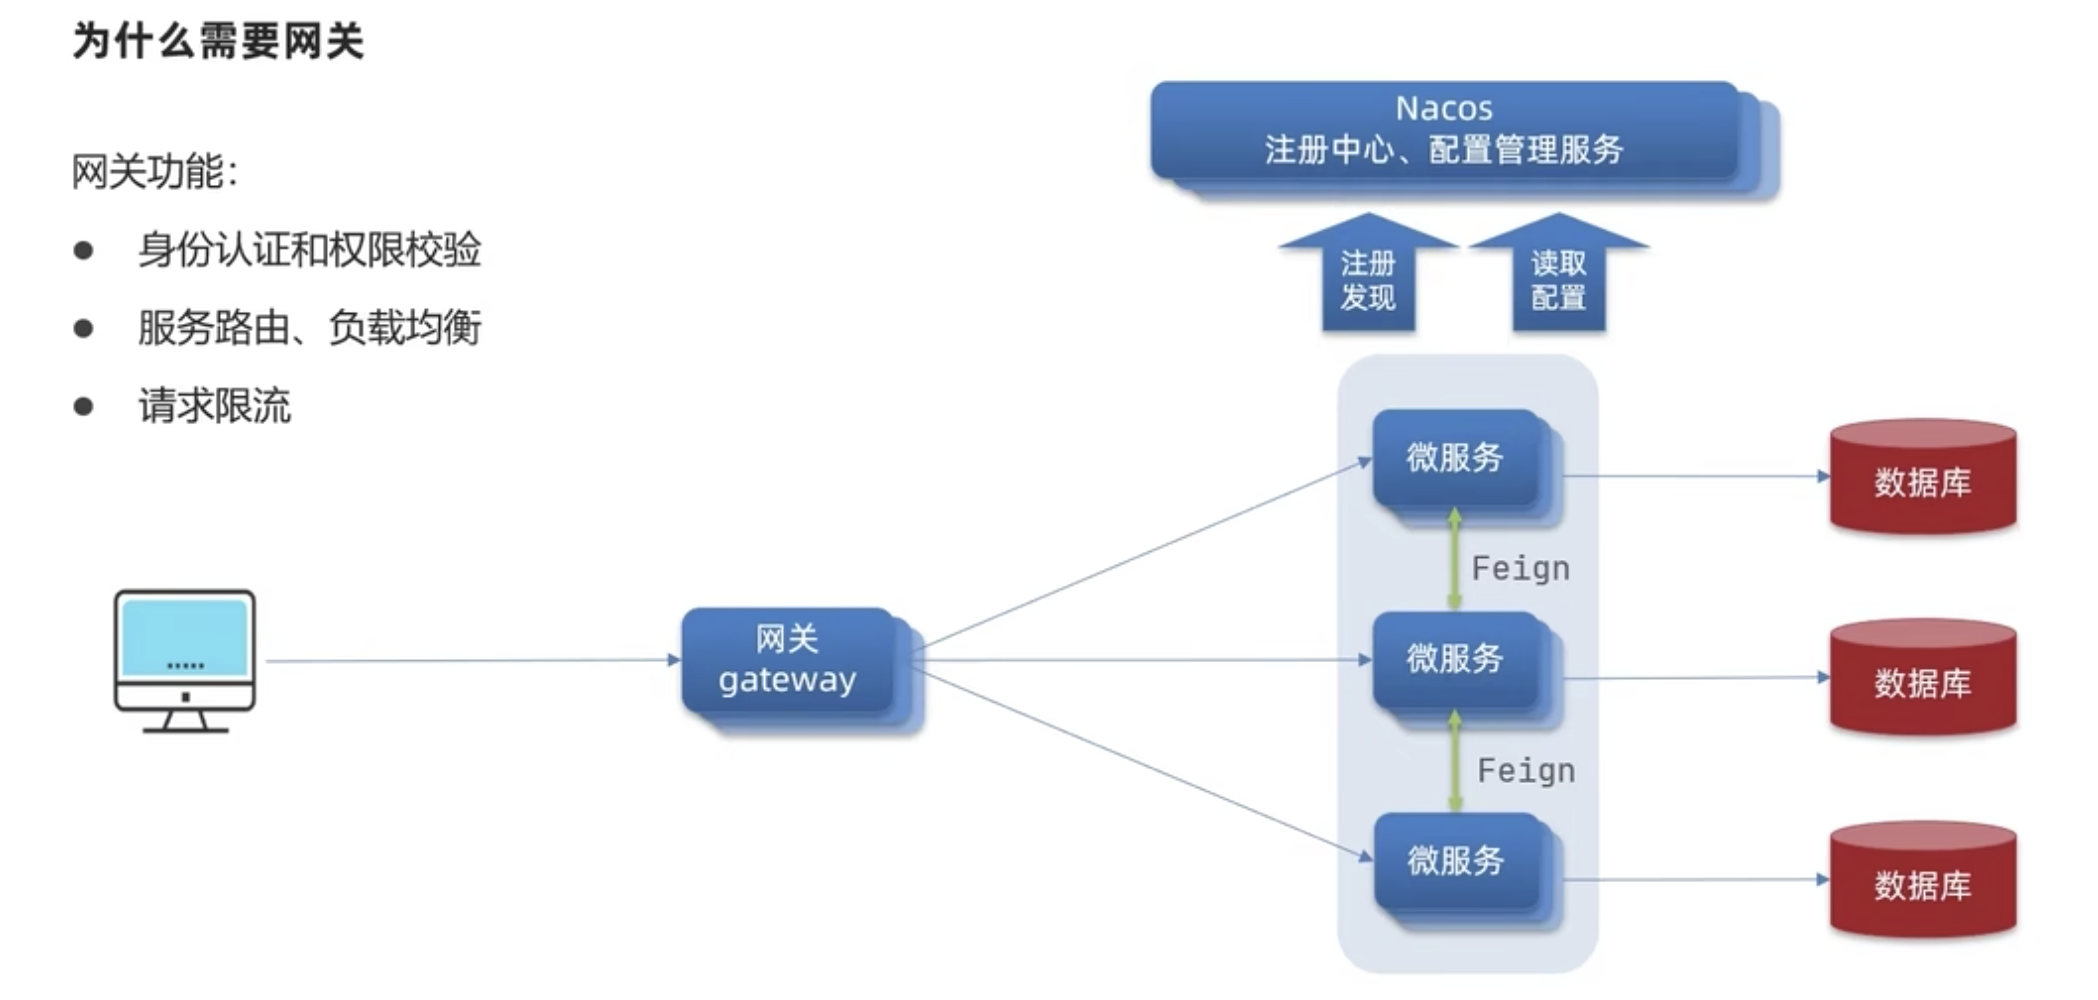 为什么需要网关
网关功能：
● 身份认证和权限校验
● 服务路由、负载均衡
● 请求限流
Nacos
注册中心、配置管理服务
注册
发现
读取
配置
网关
gateway
微服务
Feign
微服务
Feign
微服务
数据库
数据库
数据库